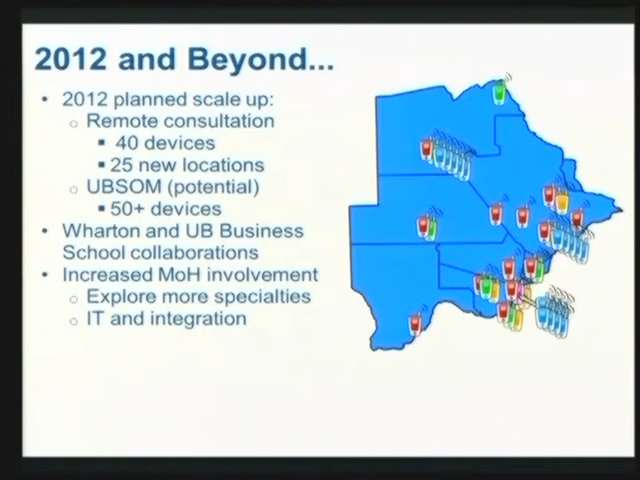 2012 and Beyond...
• 2012 planned scale up:
o Remote consultation
▪ 40 devices
▪ 25 new locations
o UBSOM (potential)
▪ 50+ devices
• Wharton and UB Business
School collaborations
• Increased MoH involvement
o Explore more specialties
o IT and integration